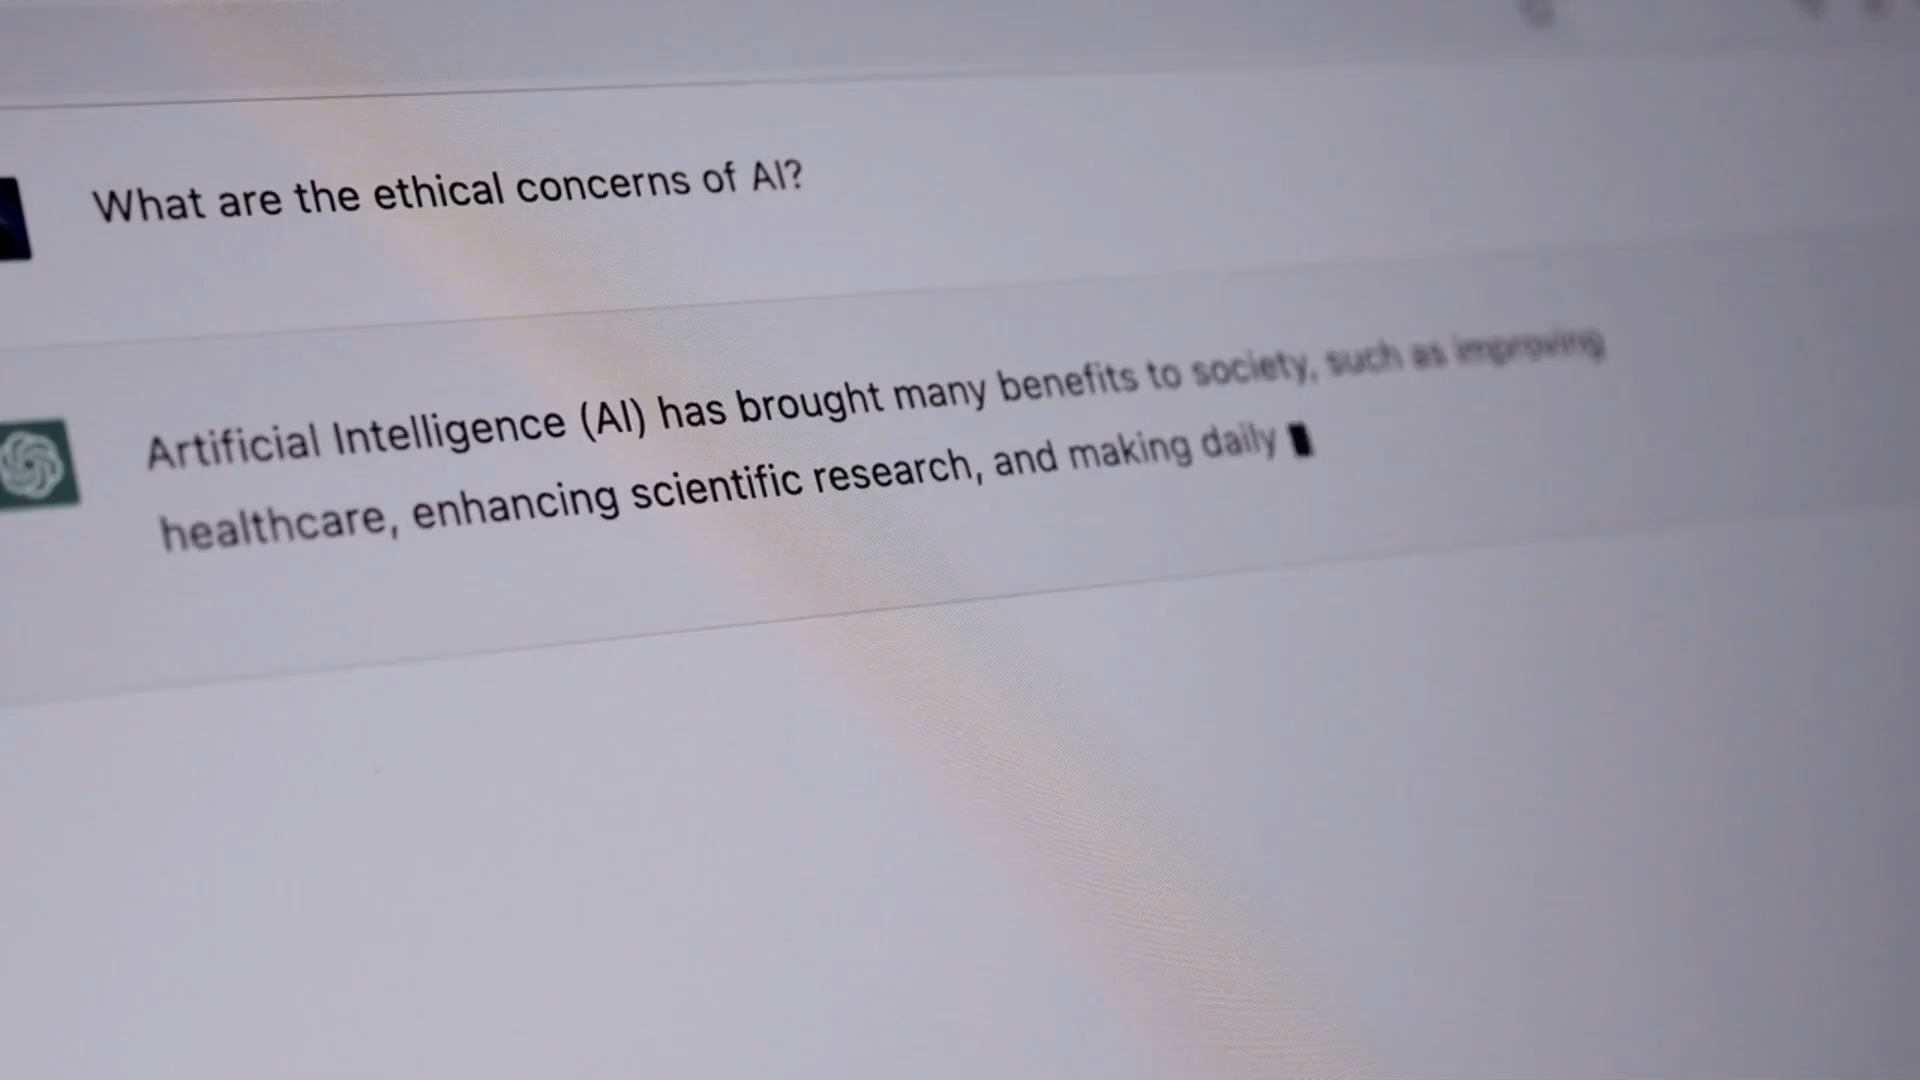 What are the ethical concerns of AI?
Artificial Intelligence (AI) has brought many benefits to society, such as improving
healthcare, enhancing scientific research, and making daily